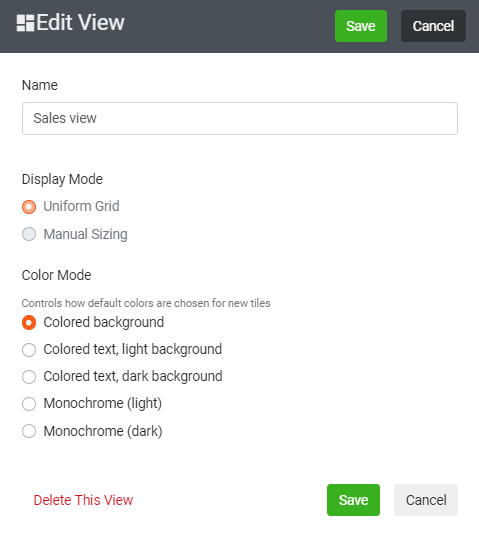 Edit View
Save
Cancel
Name
Sales view
Display Mode
Uniform Grid
Manual Sizing
Color Mode
Controls how default colors are chosen for new tiles
Colored background
Colored text, light background
Colored text, dark background
Monochrome (light)
Monochrome (dark)
Delete This View
Save
Cancel